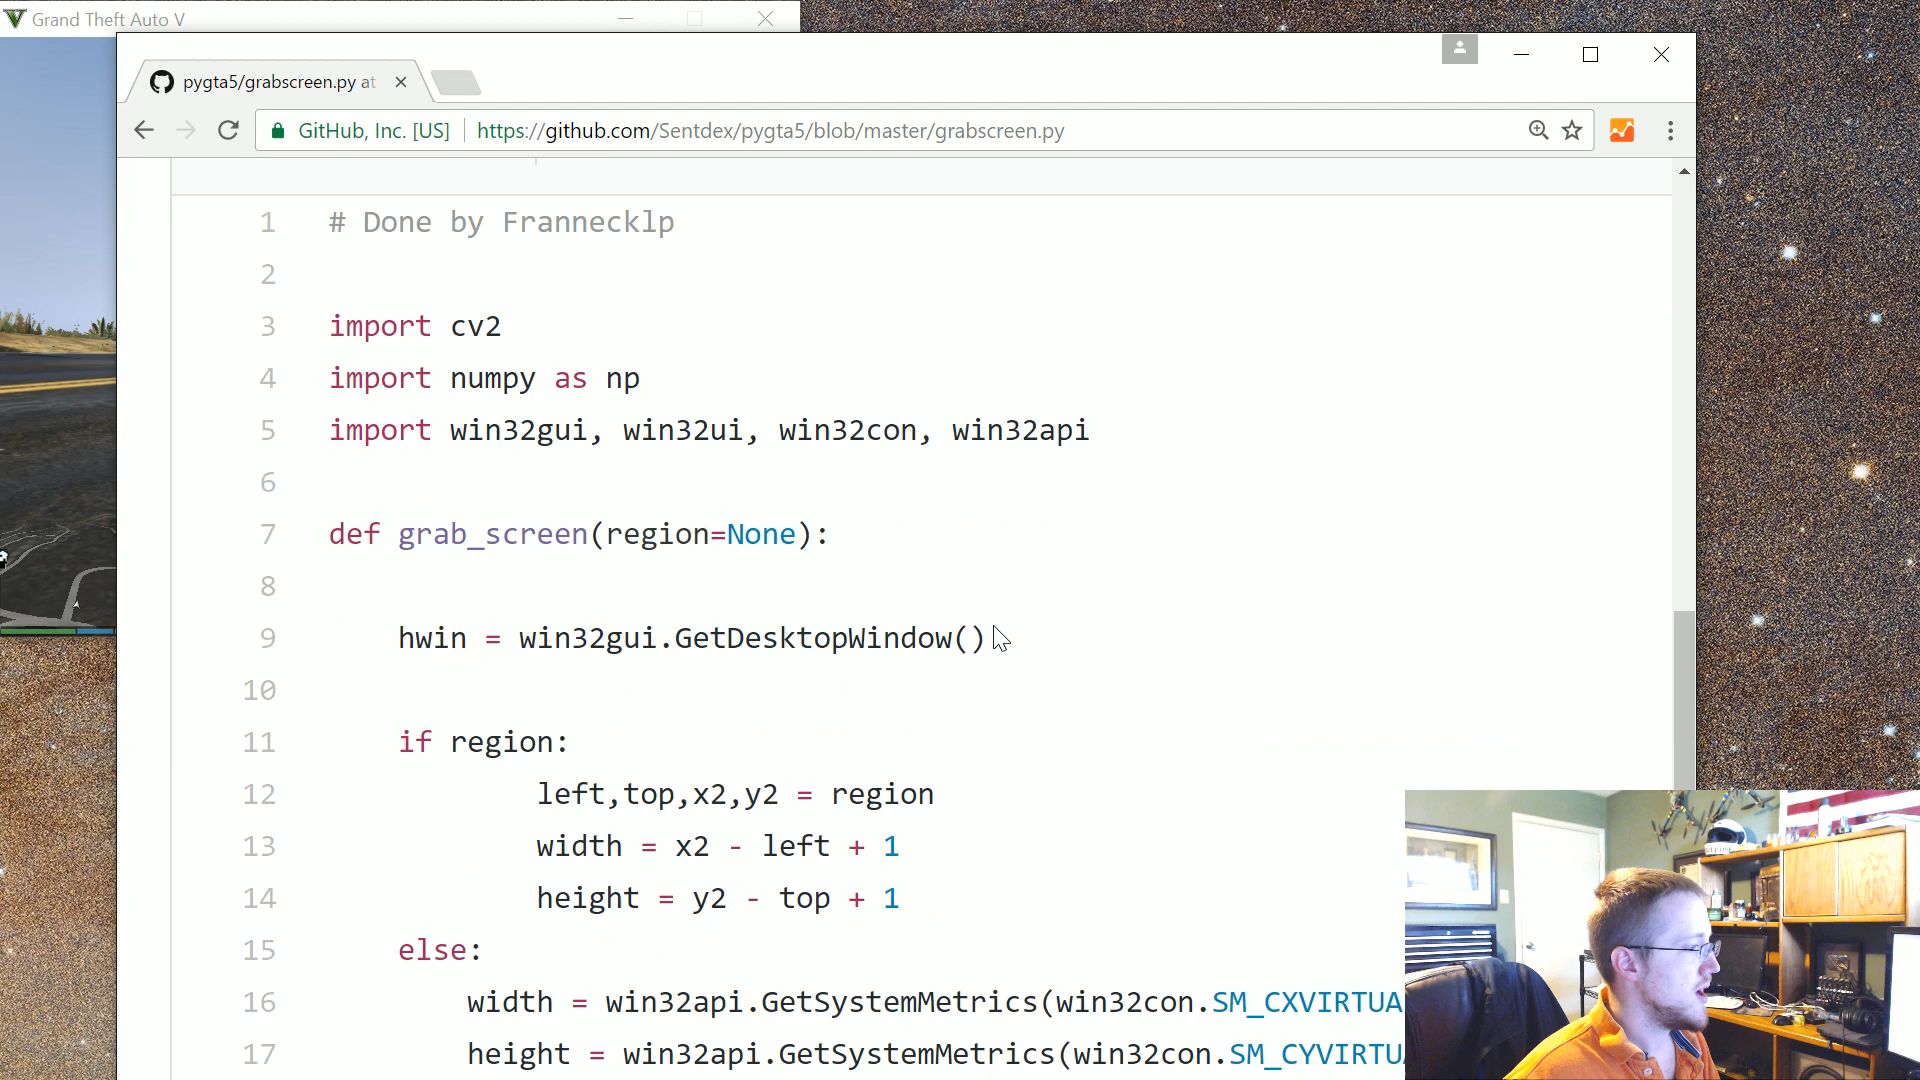 Grand Theft Auto V
pygta5/grabscreen.py at
GitHub, Inc. [US] https://github.com/Sentdex/pygta5/blob/master/grabscreen.py
1 # Done by Frannecklp
2
3 import cv2
4 import numpy as np
5 import win32gui, win32ui, win32con, win32api
6
7 def grab_screen(region=None):
8
9 hwin = win32gui.GetDesktopWindow()
10
11 if region:
12 left,top,x2,y2 = region
13 width = x2 - left + 1
14 height = y2 - top + 1
15 else:
16 width = win32api.GetSystemMetrics(win32con.SM_CXVIRTUA
17 height = win32api.GetSystemMetrics(win32con.SM_CYVIRTU